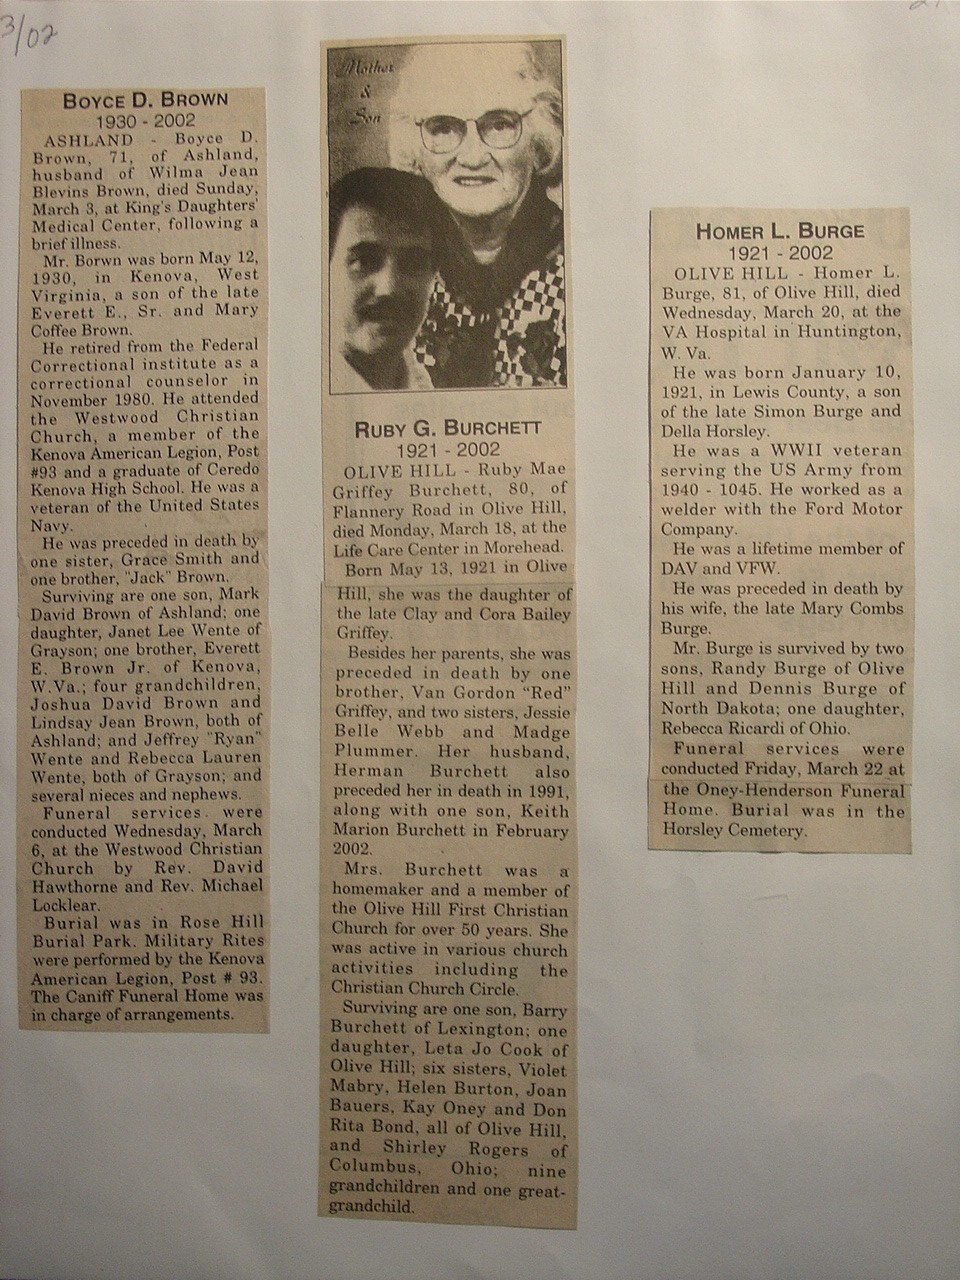 3/02
BOYCE D. BROWN
1930 - 2002
ASHLAND - Boyce D.
Brown, 71, of Ashland,
husband of Wilma Jean
Blevins Brown, died Sunday,
March 3, at King's Daughters'
Medical Center, following a
brief illness.
Mr. Borwn was born May 12,
1930, in Kenova, West
Virginia, a son of the late
Everett E., Sr. and Mary
Coffee Brown.
He retired from the Federal
Correctional institute as a
correctional counselor in
November 1980. He attended
the Westwood Christian
Church, a member of the
Kenova American Legion, Post
#93 and a graduate of Ceredo
Kenova High School. He was a
veteran of the United States
Navy.
He was preceded in death by
one sister, Grace Smith and
one brother, "Jack" Brown.
Surviving are one son, Mark
David Brown of Ashland; one
daughter, Janet Lee Wente of
Grayson; one brother, Everett
E. Brown Jr. of Kenova,
W.Va.; four grandchildren,
Joshua David Brown and
Lindsay Jean Brown, both of
Ashland; and Jeffrey "Ryan"
Wente and Rebecca Lauren
Wente, both of Grayson; and
several nieces and nephews.
Funeral services were
conducted Wednesday, March
6, at the Westwood Christian
Church by Rev. David
Hawthorne and Rev. Michael
Locklear.
Burial was in Rose Hill
Burial Park. Military Rites
were performed by the Kenova
American Legion, Post # 93.
The Caniff Funeral Home was
in charge of arrangements.
Mother
&
Son
RUBY G. BURCHETT
1921 - 2002
OLIVE HILL - Ruby Mae
Griffey Burchett, 80, of
Flannery Road in Olive Hill,
died Monday, March 18, at the
Life Care Center in Morehead.
Born May 13, 1921 in Olive
Hill, she was the daughter of
the late Clay and Cora Bailey
Griffey.
Besides her parents, she was
preceded in death by one
brother, Van Gordon "Red"
Griffey, and two sisters, Jessie
Belle Webb and Madge
Plummer. Her husband,
Herman Burchett also
preceded her in death in 1991,
along with one son, Keith
Marion Burchett in February
2002.
Mrs. Burchett was a
homemaker and a member of
the Olive Hill First Christian
Church for over 50 years. She
was active in various church
activities including the
Christian Church Circle.
Surviving are one son, Barry
Burchett of Lexington; one
daughter, Leta Jo Cook of
Olive Hill; six sisters, Violet
Mabry, Helen Burton, Joan
Bauers, Kay Oney and Don
Rita Bond, all of Olive Hill,
and Shirley Rogers of
Columbus, Ohio; nine
grandchildren and one great-
grandchild.
HOMER L. BURGE
1921 - 2002
OLIVE HILL - Homer L.
Burge, 81, of Olive Hill, died
Wednesday, March 20, at the
VA Hospital in Huntington,
W. Va.
He was born January 10,
1921, in Lewis County, a son
of the late Simon Burge and
Della Horsley.
He was a WWII veteran
serving the US Army from
1940 - 1045. He worked as a
welder with the Ford Motor
Company.
He was a lifetime member of
DAV and VFW.
He was preceded in death by
his wife, the late Mary Combs
Burge.
Mr. Burge is survived by two
sons, Randy Burge of Olive
Hill and Dennis Burge of
North Dakota; one daughter,
Rebecca Ricardi of Ohio.
Funeral services were
conducted Friday, March 22 at
the Oney-Henderson Funeral
Home. Burial was in the
Horsley Cemetery.